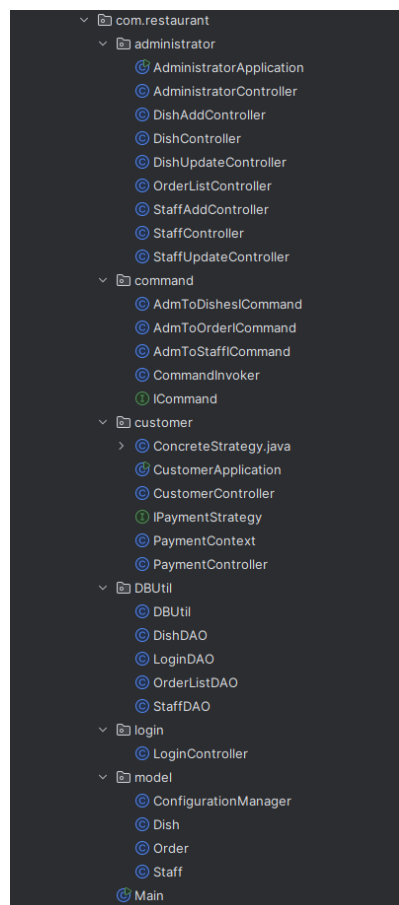 com.restaurant
administrator
AdministratorApplication
AdministratorController
DishAddController
DishController
DishUpdateController
OrderListController
StaffAddController
StaffController
StaffUpdateController
command
AdmToDishesICommand
AdmToOrderICommand
AdmToStaffICommand
CommandInvoker
ICommand
customer
ConcreteStrategy.java
CustomerApplication
CustomerController
IPaymentStrategy
PaymentContext
PaymentController
DBUtil
DBUtil
DishDAO
LoginDAO
OrderListDAO
StaffDAO
login
LoginController
model
ConfigurationManager
Dish
Order
Staff
Main